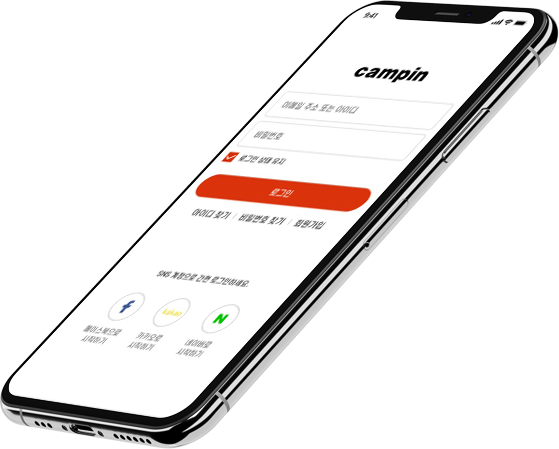 9:41
campin
이메일 주소 또는 아이디
비밀번호
로그인 상태 유지
로그인
아이디 찾기 | 비밀번호 찾기 | 회원가입
SNS 계정으로 간편 로그인하세요.
f
kakao
N
페이스북으로
시작하기
카카오로
시작하기
네이버로
시작하기